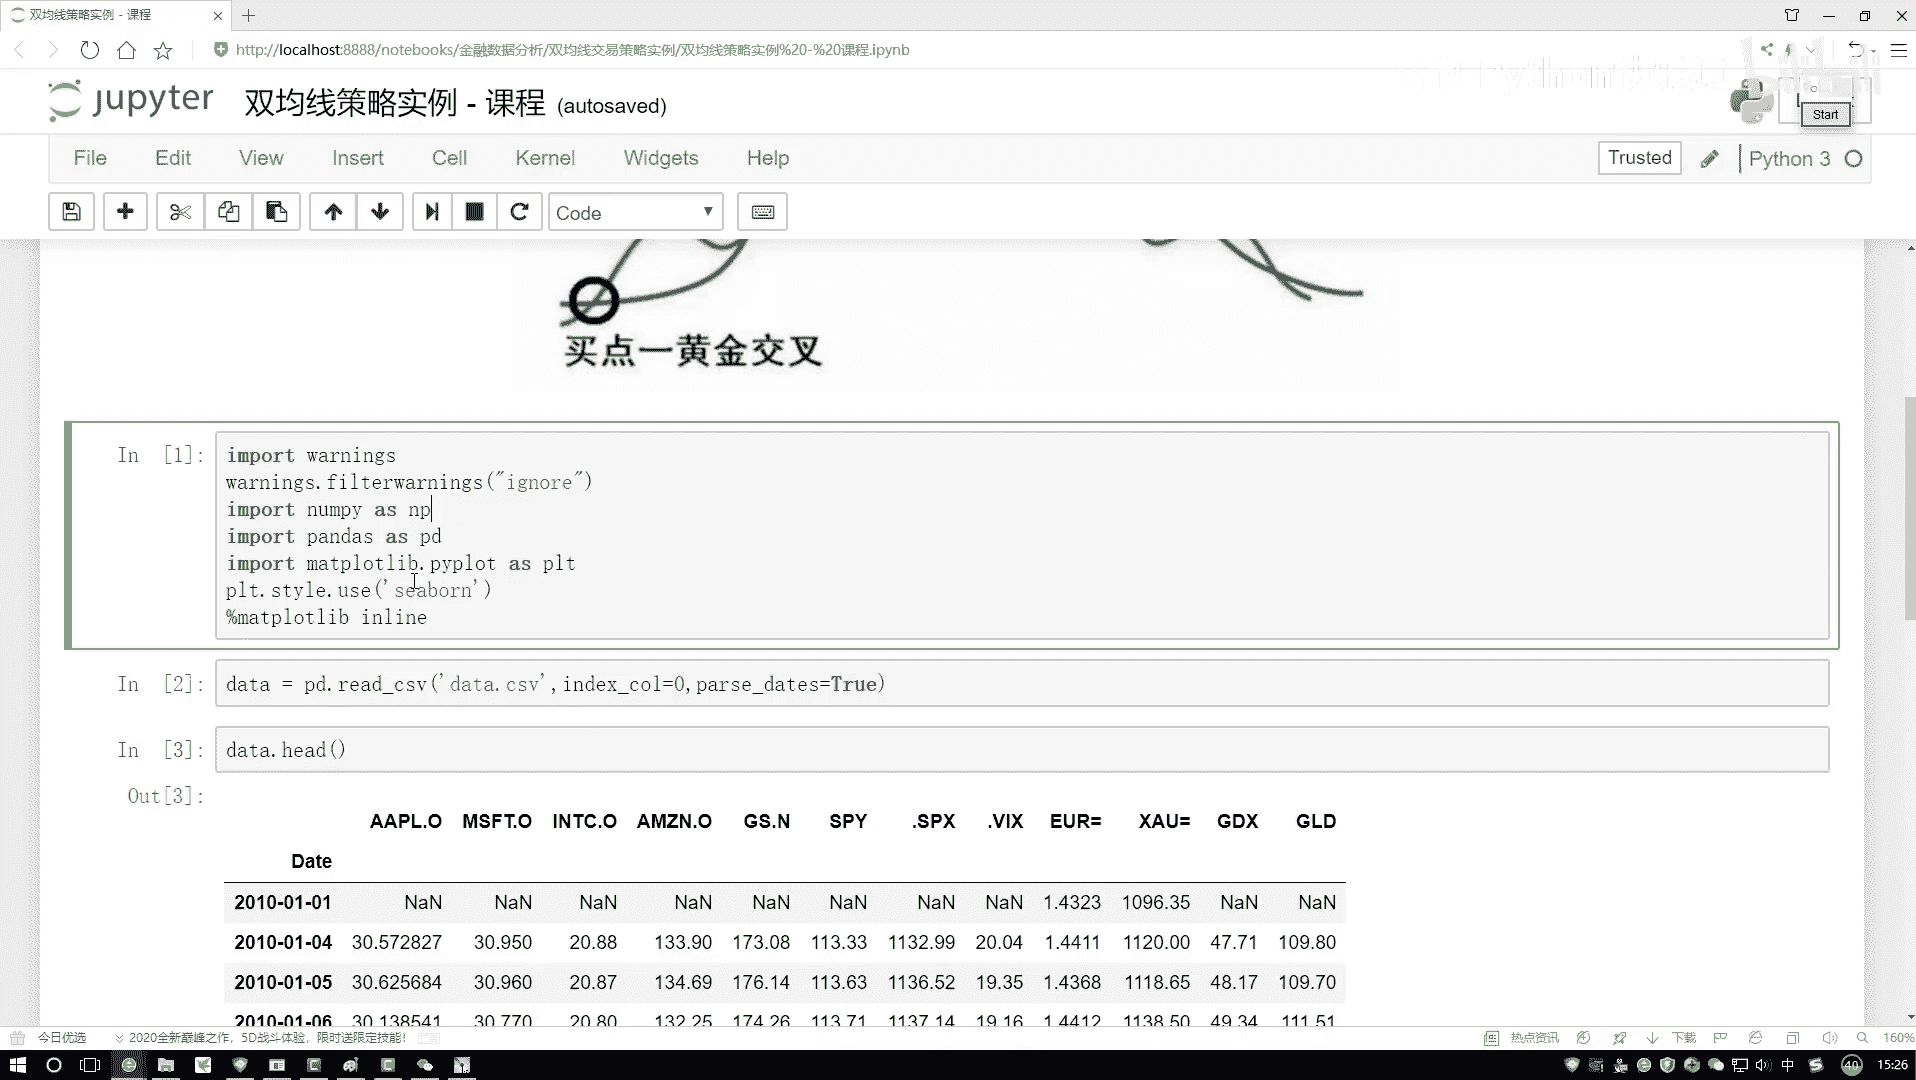 双均线策略实例 - 课程
http://localhost:8888/notebooks/金融数据分析/双均线交易策略实例/双均线策略实例%20-%20课程.ipynb
jupyter 双均线策略实例 - 课程 (autosaved)
Start
File Edit View Insert Cell Kernel Widgets Help
Trusted Python 3
Code
买点一黄金交叉
In [1]:
import warnings
warnings.filterwarnings("ignore")
import numpy as np
import pandas as pd
import matplotlib.pyplot as plt
plt.style.use('seaborn')
%matplotlib inline
In [2]: data = pd.read_csv('data.csv',index_col=0,parse_dates=True)
In [3]: data.head()
Out[3]:
AAPL.O MSFT.O INTC.O AMZN.O GS.N SPY .SPX .VIX EUR= XAU= GDX GLD
Date
2010-01-01 NaN NaN NaN NaN NaN NaN NaN NaN 1.4323 1096.35 NaN NaN
2010-01-04 30.572827 30.950 20.88 133.90 173.08 113.33 1132.99 20.04 1.4411 1120.00 47.71 109.80
2010-01-05 30.625684 30.960 20.87 134.69 176.14 113.63 1136.52 19.35 1.4368 1118.65 48.17 109.70
2010-01-06 30.138541 30.770 20.80 132.25 174.26 113.71 1137.14 19.16 1.4412 1138.50 49.34 111.51
今日优选 2020全新巅峰之作，5D战斗体验，限时送限定技能！ 热点资讯 下载 160%
中 40 15:26